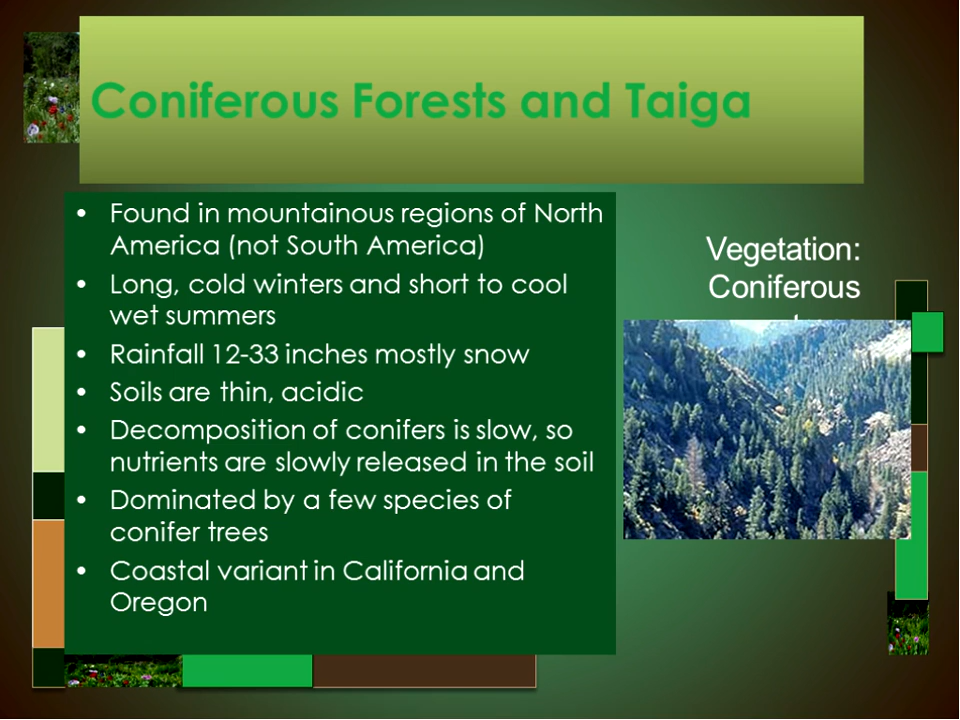 Coniferous Forests and Taiga
• Found in mountainous regions of North
America (not South America)
• Long, cold winters and short to cool
wet summers
• Rainfall 12-33 inches mostly snow
• Soils are thin, acidic
• Decomposition of conifers is slow, so
nutrients are slowly released in the soil
• Dominated by a few species of
conifer trees
• Coastal variant in California and
Oregon
Vegetation:
Coniferous